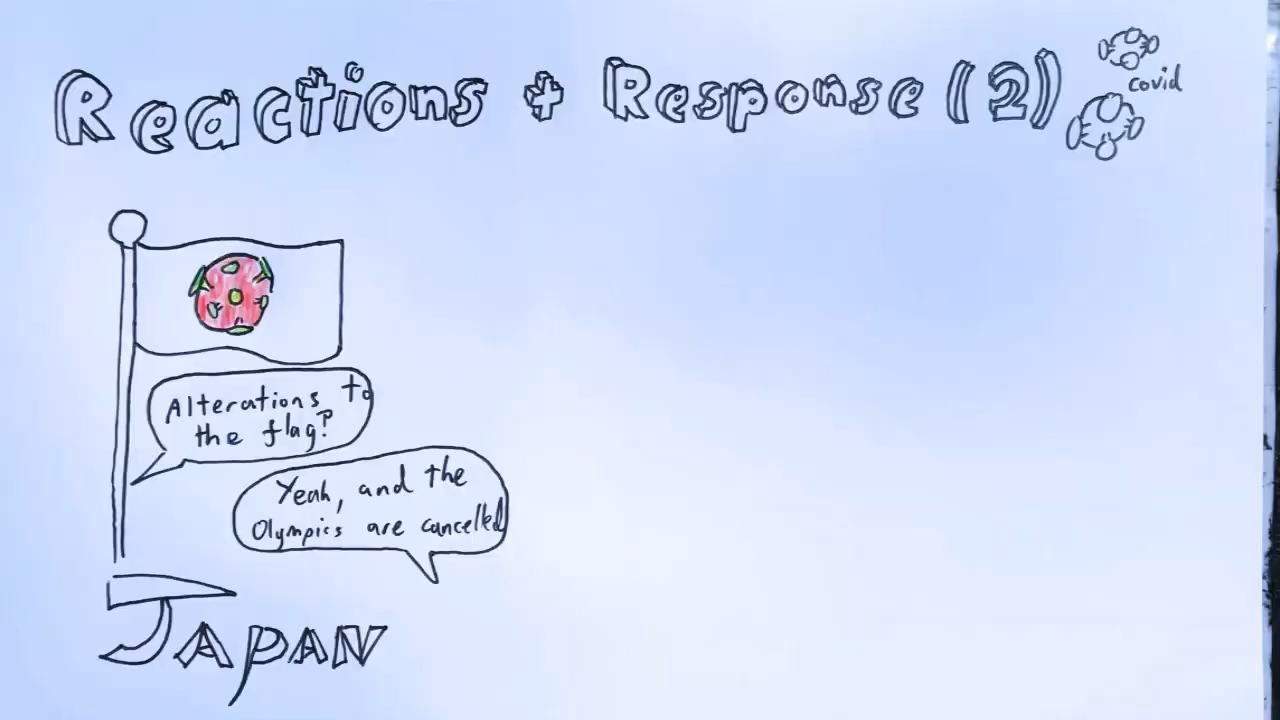 Reactions + Response (2)
covid
Alterations to
the flag?
Yeah, and the
Olympics are cancelled
JAPAN